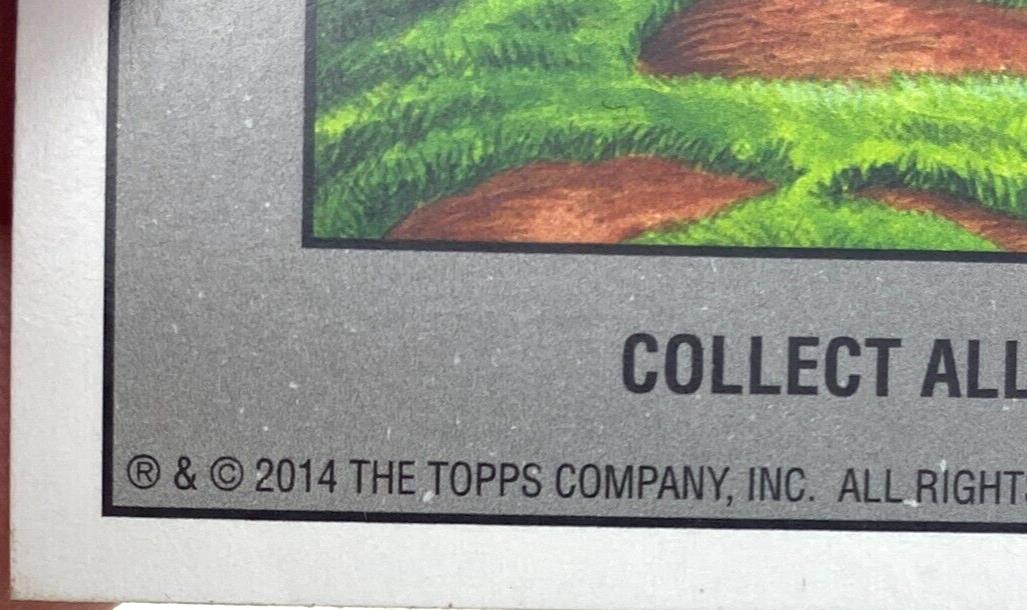 COLLECT ALL
® & © 2014 THE TOPPS COMPANY, INC. ALL RIGHT